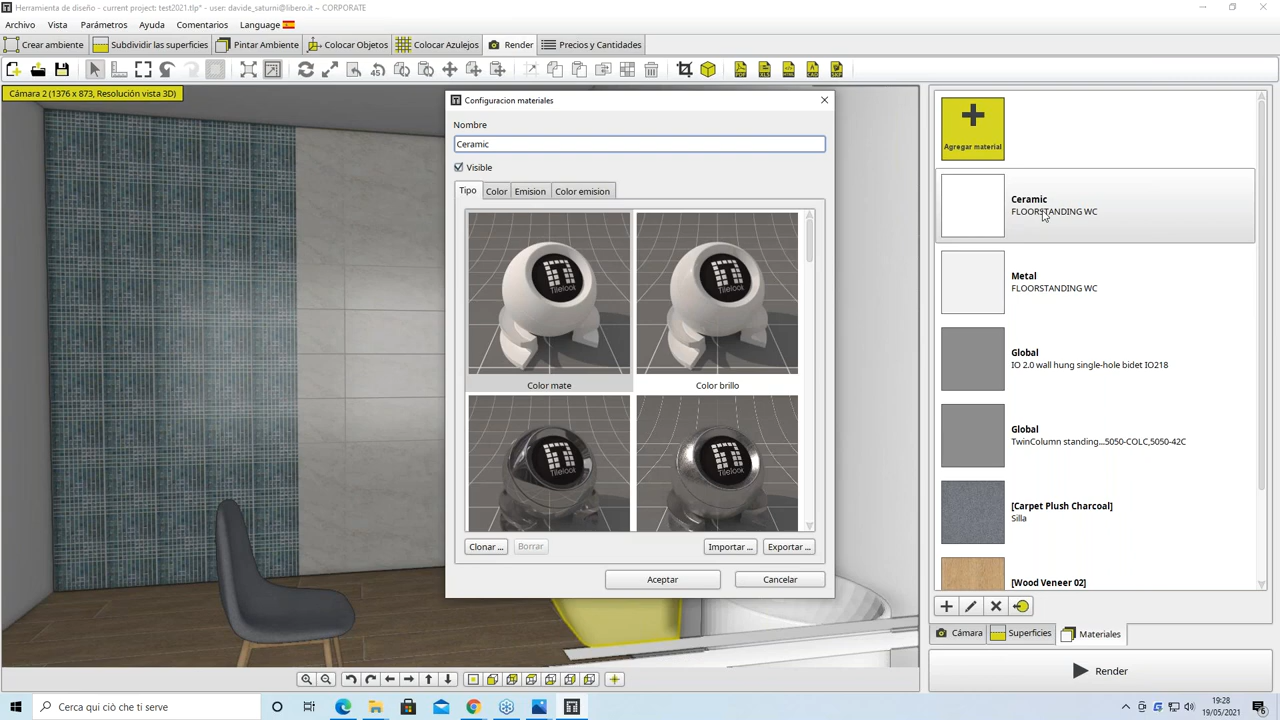 Herramienta de diseño - current project: test2021.tlp* - user: davide_saturni@libero.it ~ CORPORATE
Archivo Vista Parámetros Ayuda Comentarios Language
Crear ambiente Subdividir las superficies Pintar Ambiente Colocar Objetos Colocar Azulejos Render Precios y Cantidades
Cámara 2 (1376 x 873, Resolución vista 3D)
Configuracion materiales
Nombre
Ceramic
Visible
Tipo Color Emision Color emision
Tilelook
Tilelook
Color mate Color brillo
Tilelook
Tilelook
Clonar ... Borrar Importar ... Exportar ...
Aceptar Cancelar
Agregar material
Ceramic
FLOORSTANDING WC
Metal
FLOORSTANDING WC
Global
IO 2.0 wall hung single-hole bidet IO218
Global
TwinColumn standing...5050-COLC,5050-42C
[Carpet Plush Charcoal]
Silla
[Wood Veneer 02]
Cámara Superficies Materiales
Render
Cerca qui ciò che ti serve
19:28
19/05/2021